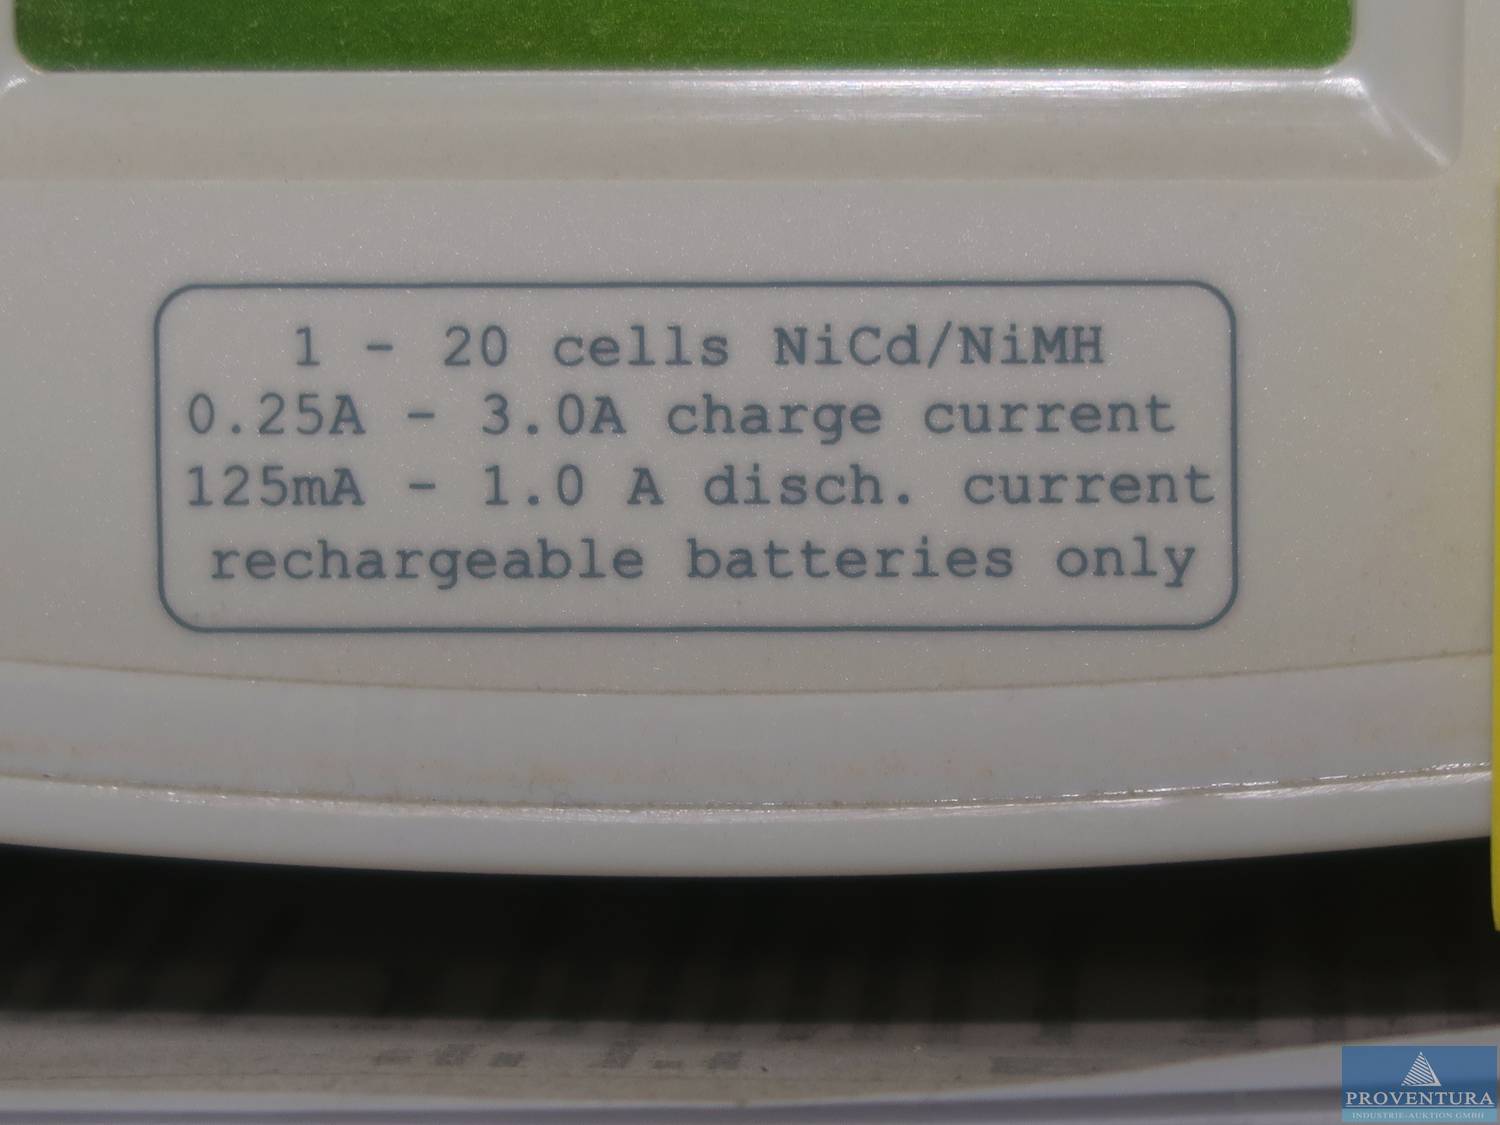 1 - 20 cells NiCd/NiMH
0.25A - 3.0A charge current
125mA - 1.0 A disch. current
rechargeable batteries only
PROVENTURA
INDUSTRIE-AUKTION GMBH